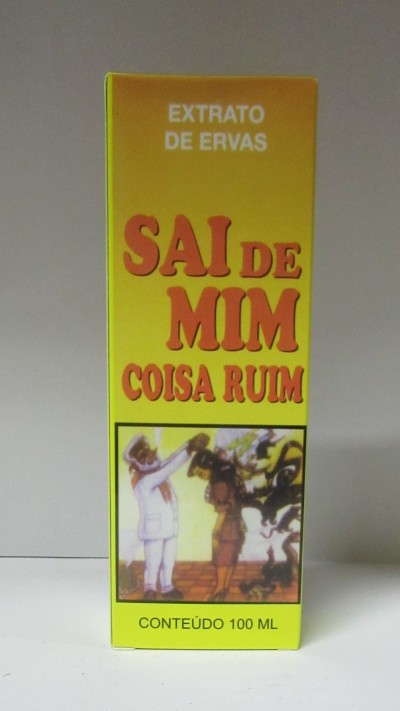 EXTRATO
DE ERVAS
SAI DE
MIM
COISA RUIM
CONTEÚDO 100 ML